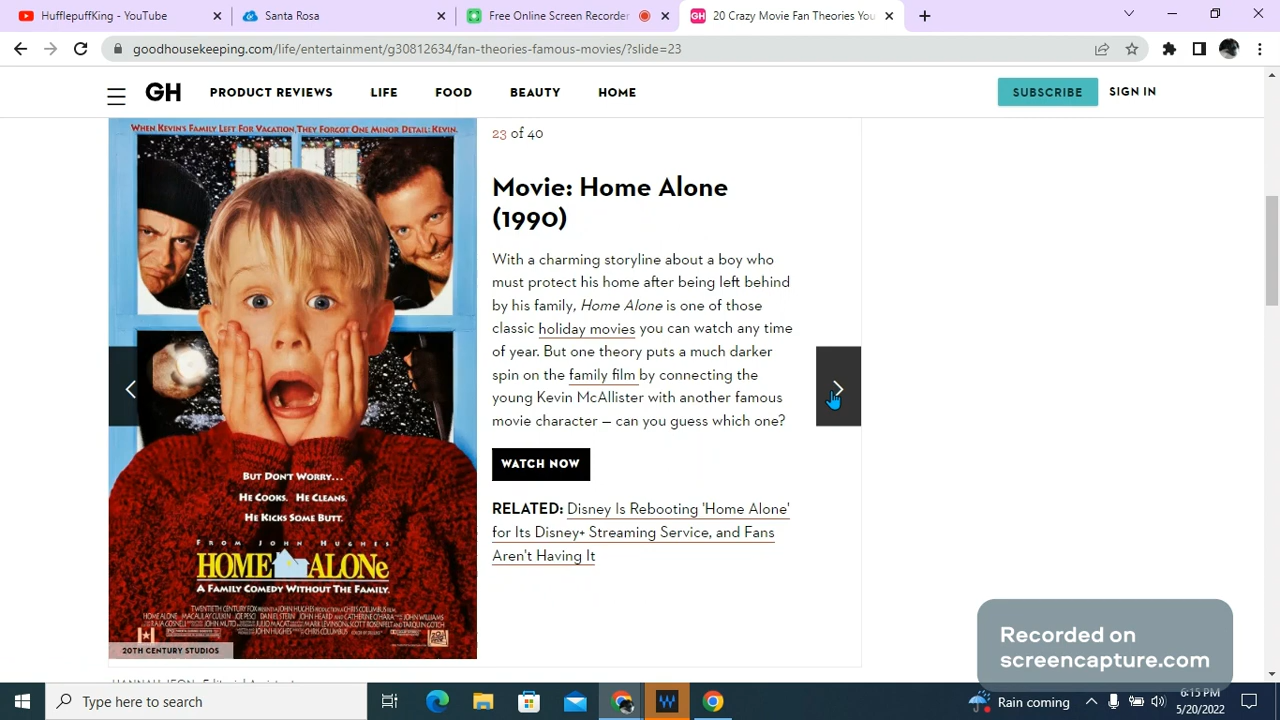 HufflepuffKing - YouTube
Santa Rosa
Free Online Screen Recorder
GH
20 Crazy Movie Fan Theories You
goodhousekeeping.com/life/entertainment/g30812634/fan-theories-famous-movies/?slide=23
GH
PRODUCT REVIEWS
LIFE
FOOD
BEAUTY
HOME
SUBSCRIBE
SIGN IN
WHEN KEVIN'S FAMILY LEFT FOR VACATION, THEY FORGOT ONE MINOR DETAIL: KEVIN.
BUT DON'T WORRY...
HE COOKS. HE CLEANS.
HE KICKS SOME BUTT.
FROM JOHN HUGHES
HOME ALONe
A FAMILY COMEDY WITHOUT THE FAMILY.
20TH CENTURY STUDIOS
23 of 40
Movie: Home Alone
(1990)
With a charming storyline about a boy who
must protect his home after being left behind
by his family, Home Alone is one of those
classic holiday movies you can watch any time
of year. But one theory puts a much darker
spin on the family film by connecting the
young Kevin McAllister with another famous
movie character – can you guess which one?
WATCH NOW
RELATED: Disney Is Rebooting 'Home Alone'
for Its Disney+ Streaming Service, and Fans
Aren't Having It
HANNAH JEON Editorial Assistant
Recorded on
screencapture.com
Type here to search
Rain coming
6:15 PM
5/20/2022